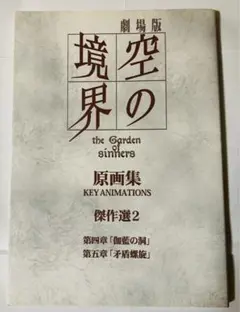 劇場版
空の境界
the Garden of sinners
原画集
KEY ANIMATIONS
傑作選2
第四章「伽藍の洞」
第五章「矛盾螺旋」